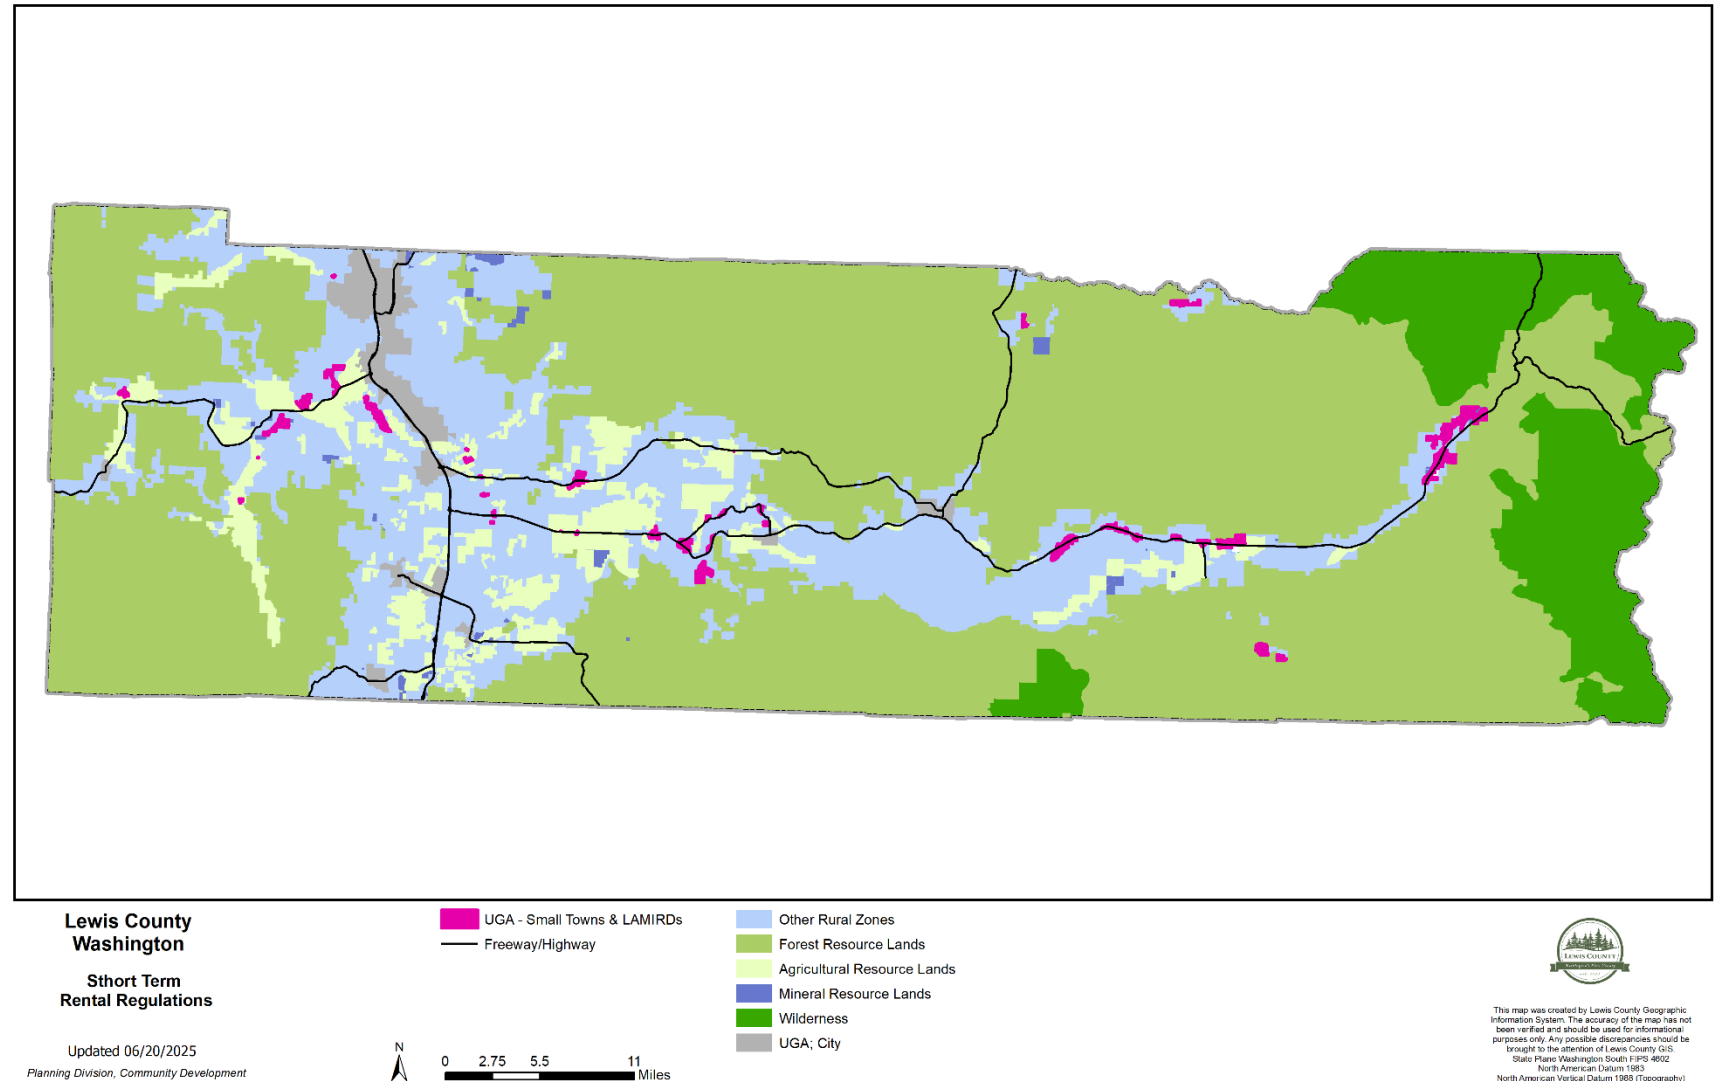 Lewis County
Washington
Sthort Term
Rental Regulations
Updated 06/20/2025
Planning Division, Community Development
N
0 2.75 5.5 11
Miles
UGA - Small Towns & LAMIRDs
Freeway/Highway
Other Rural Zones
Forest Resource Lands
Agricultural Resource Lands
Mineral Resource Lands
Wilderness
UGA; City
LEWIS COUNTY
This map was created by Lewis County Geographic
Information System. The accuracy of the map has not
been verified and should be used for informational
purposes only. Any possible discrepancies should be
brought to the attention of Lewis County GIS.
State Plane Washington South FIPS 4602
North American Datum 1983
North American Vertical Datum 1988 (Topography)